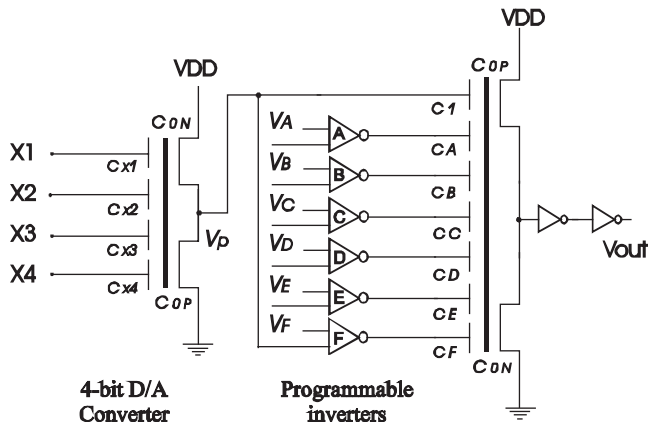 VDD
VDD
C0P
C0N
C1
VA
A
CA
X1
Cx1
VB
B
CB
X2
Cx2
VC
C
CC
X3
Cx3
Vp
VD
D
CD
Vout
X4
Cx4
VE
E
CE
C0P
VF
F
CF
C0N
4-bit D/A
Converter
Programmable
inverters